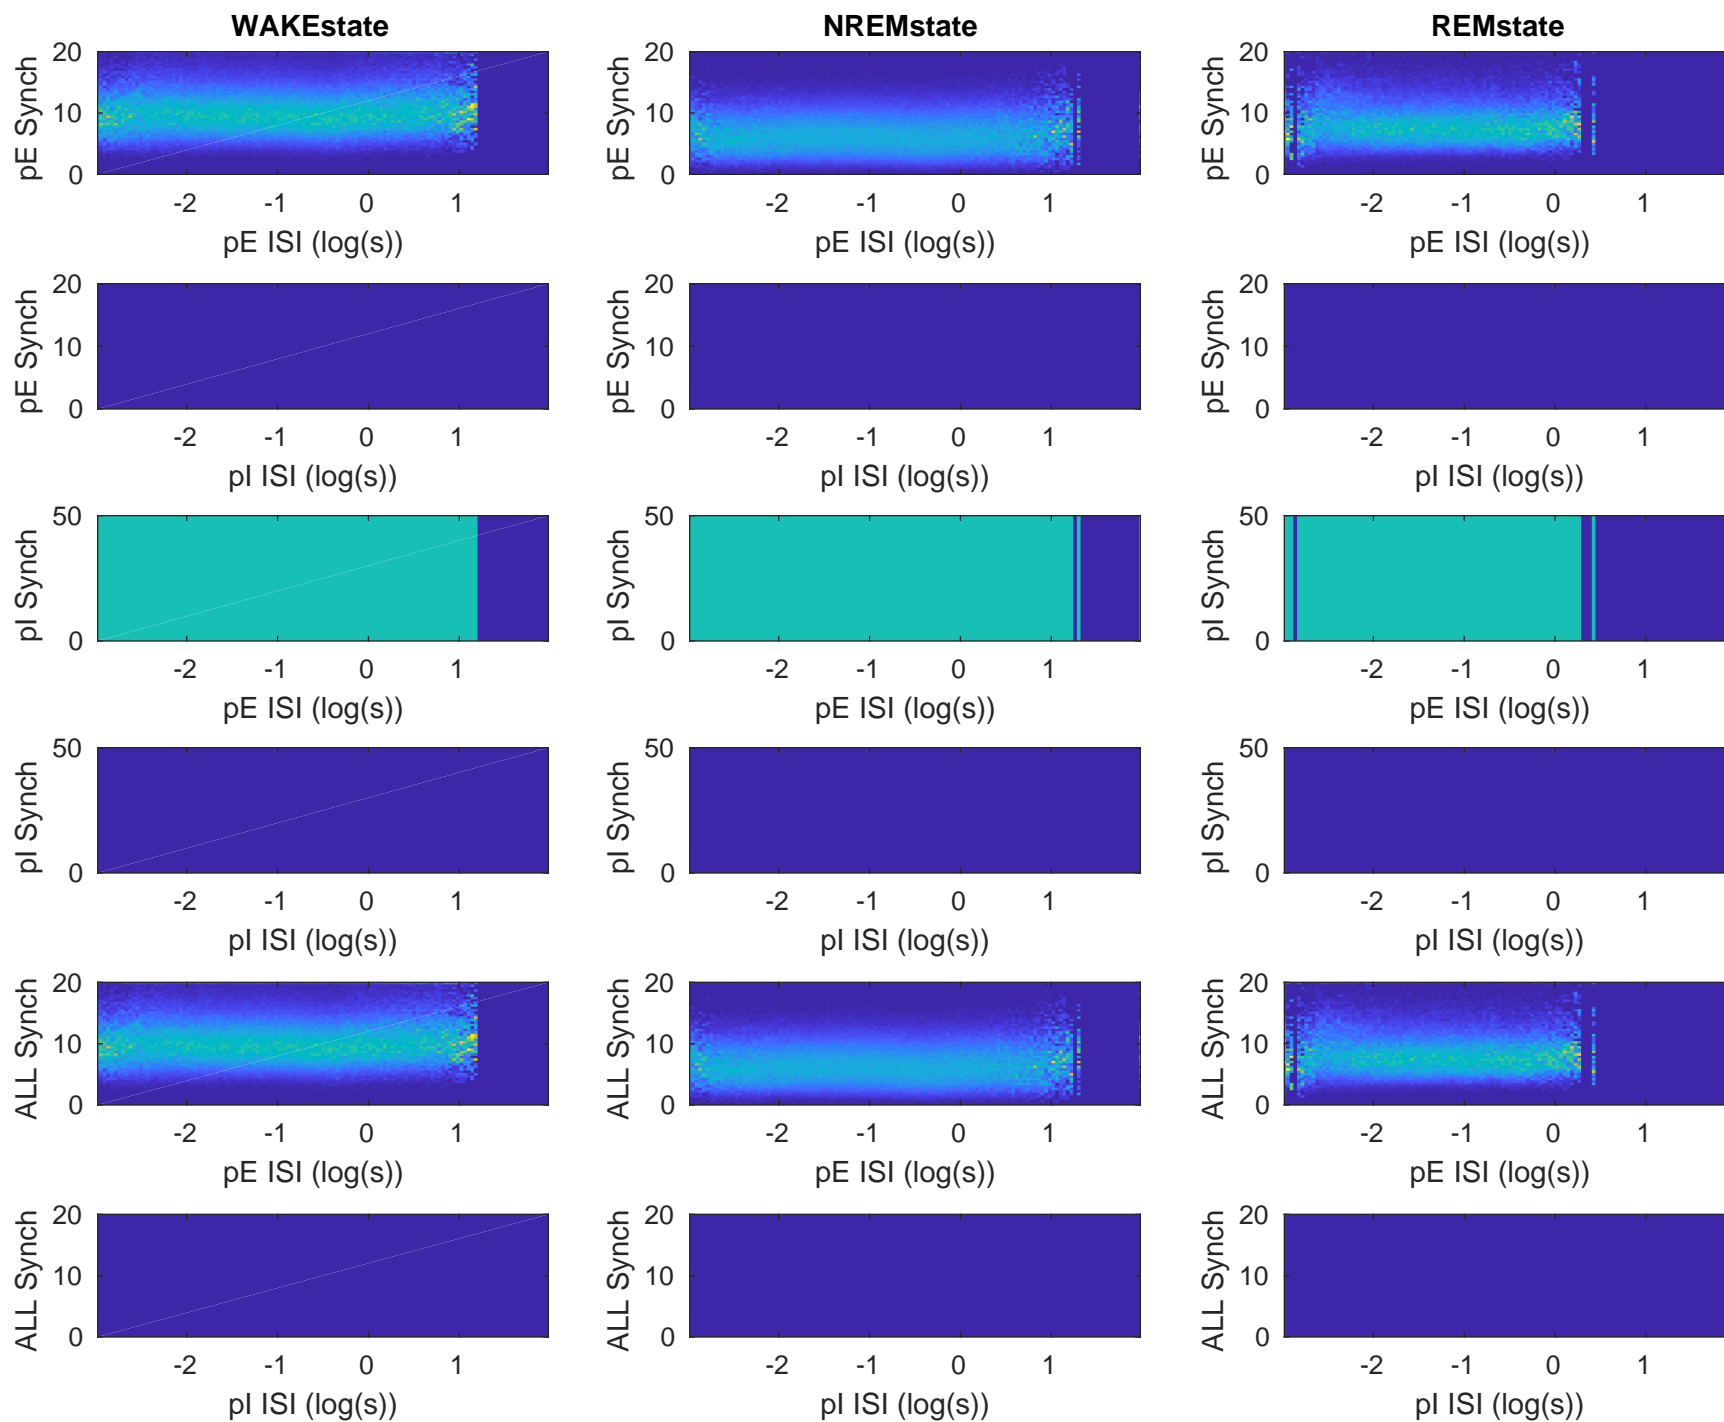 WAKEstate NREMstate REMstate
20 20 20
pE Synch pE Synch pE Synch
10 10 10
0 0 0
-2 -1 0 1 -2 -1 0 1 -2 -1 0 1
pE ISI (log(s)) pE ISI (log(s)) pE ISI (log(s))
20 20 20
pE Synch pE Synch pE Synch
10 10 10
0 0 0
-2 -1 0 1 -2 -1 0 1 -2 -1 0 1
pI ISI (log(s)) pI ISI (log(s)) pI ISI (log(s))
50 50 50
pI Synch pI Synch pI Synch
0 0 0
-2 -1 0 1 -2 -1 0 1 -2 -1 0 1
pE ISI (log(s)) pE ISI (log(s)) pE ISI (log(s))
50 50 50
pI Synch pI Synch pI Synch
0 0 0
-2 -1 0 1 -2 -1 0 1 -2 -1 0 1
pI ISI (log(s)) pI ISI (log(s)) pI ISI (log(s))
20 20 20
ALL Synch ALL Synch ALL Synch
10 10 10
0 0 0
-2 -1 0 1 -2 -1 0 1 -2 -1 0 1
pE ISI (log(s)) pE ISI (log(s)) pE ISI (log(s))
20 20 20
ALL Synch ALL Synch ALL Synch
10 10 10
0 0 0
-2 -1 0 1 -2 -1 0 1 -2 -1 0 1
pI ISI (log(s)) pI ISI (log(s)) pI ISI (log(s))